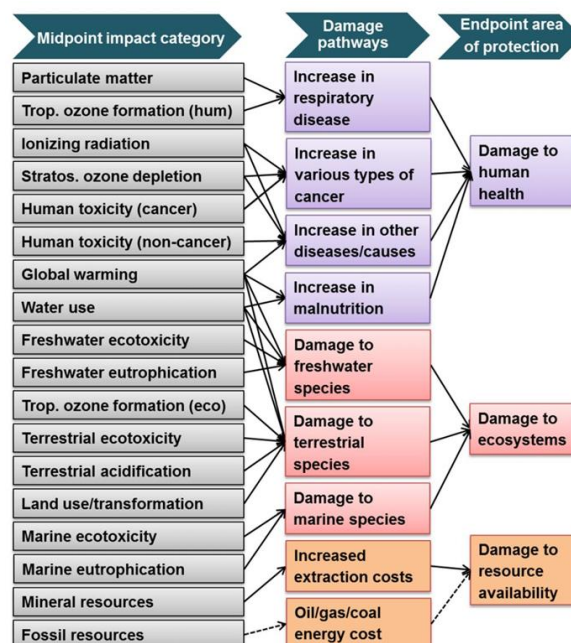 Midpoint impact category
Damage
pathways
Endpoint area
of protection
Particulate matter
Trop. ozone formation (hum)
Ionizing radiation
Stratos. ozone depletion
Human toxicity (cancer)
Human toxicity (non-cancer)
Global warming
Water use
Freshwater ecotoxicity
Freshwater eutrophication
Trop. ozone formation (eco)
Terrestrial ecotoxicity
Terrestrial acidification
Land use/transformation
Marine ecotoxicity
Marine eutrophication
Mineral resources
Fossil resources
Increase in
respiratory
disease
Increase in
various types of
cancer
Increase in other
diseases/causes
Increase in
malnutrition
Damage to
freshwater
species
Damage to
terrestrial
species
Damage to
marine species
Increased
extraction costs
Oil/gas/coal
energy cost
Damage to
human
health
Damage to
ecosystems
Damage to
resource
availability